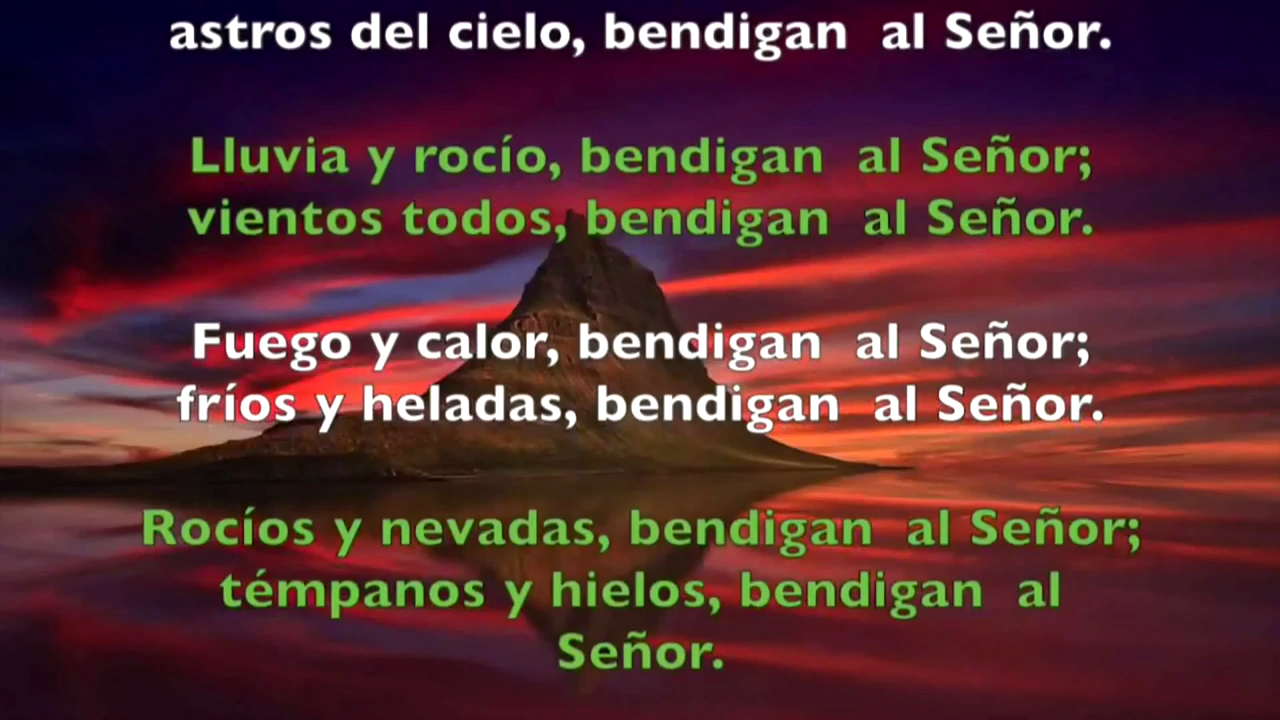 astros del cielo, bendigan  al Señor.
Lluvia y rocío, bendigan  al Señor;
vientos todos, bendigan  al Señor.
Fuego y calor, bendigan  al Señor;
fríos y heladas, bendigan  al Señor.
Rocíos y nevadas, bendigan  al Señor;
témpanos y hielos, bendigan  al
Señor.